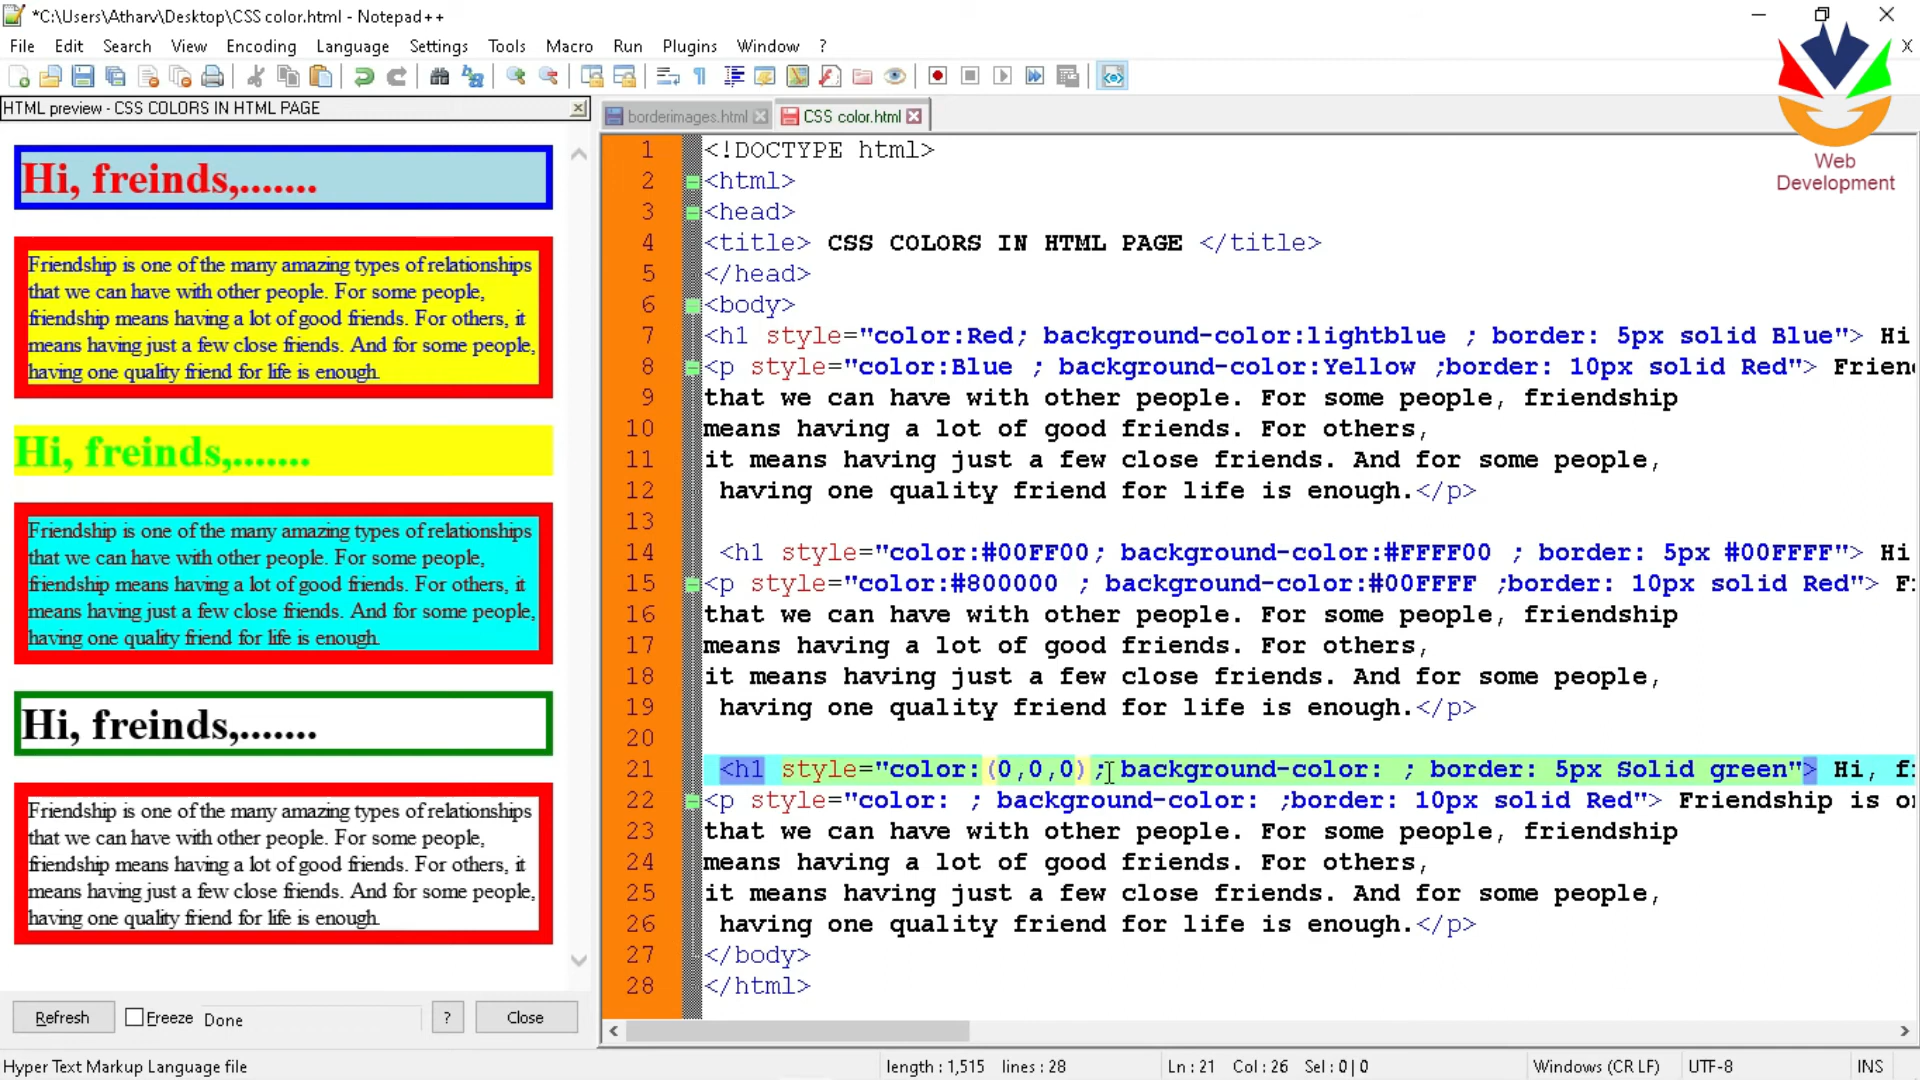 *C:\Users\Atharv\Desktop\CSS color.html - Notepad++
File Edit Search View Encoding Language Settings Tools Macro Run Plugins Window ?
HTML preview - CSS COLORS IN HTML PAGE
Hi, freinds,.......
Friendship is one of the many amazing types of relationships
that we can have with other people. For some people,
friendship means having a lot of good friends. For others, it
means having just a few close friends. And for some people,
having one quality friend for life is enough.
Hi, freinds,.......
Friendship is one of the many amazing types of relationships
that we can have with other people. For some people,
friendship means having a lot of good friends. For others, it
means having just a few close friends. And for some people,
having one quality friend for life is enough.
Hi, freinds,.......
Friendship is one of the many amazing types of relationships
that we can have with other people. For some people,
friendship means having a lot of good friends. For others, it
means having just a few close friends. And for some people,
having one quality friend for life is enough.
Refresh Freeze Done ? Close
borderimages.html CSS color.html
Web
Development
1 <!DOCTYPE html>
2 <html>
3 <head>
4 <title> CSS COLORS IN HTML PAGE </title>
5 </head>
6 <body>
7 <h1 style="color:Red; background-color:lightblue ; border: 5px solid Blue"> Hi
8 <p style="color:Blue ; background-color:Yellow ;border: 10px solid Red"> Frien
9 that we can have with other people. For some people, friendship
10 means having a lot of good friends. For others,
11 it means having just a few close friends. And for some people,
12 having one quality friend for life is enough.</p>
13
14 <h1 style="color:#00FF00; background-color:#FFFF00 ; border: 5px #00FFFF"> Hi
15 <p style="color:#800000 ; background-color:#00FFFF ;border: 10px solid Red"> F
16 that we can have with other people. For some people, friendship
17 means having a lot of good friends. For others,
18 it means having just a few close friends. And for some people,
19 having one quality friend for life is enough.</p>
20
21 <h1 style="color:(0,0,0); background-color: ; border: 5px Solid green"> Hi, f
22 <p style="color: ; background-color: ;border: 10px solid Red"> Friendship is o
23 that we can have with other people. For some people, friendship
24 means having a lot of good friends. For others,
25 it means having just a few close friends. And for some people,
26 having one quality friend for life is enough.</p>
27 </body>
28 </html>
Hyper Text Markup Language file length : 1,515 lines : 28 Ln : 21 Col : 26 Sel : 0 | 0 Windows (CR LF) UTF-8 INS